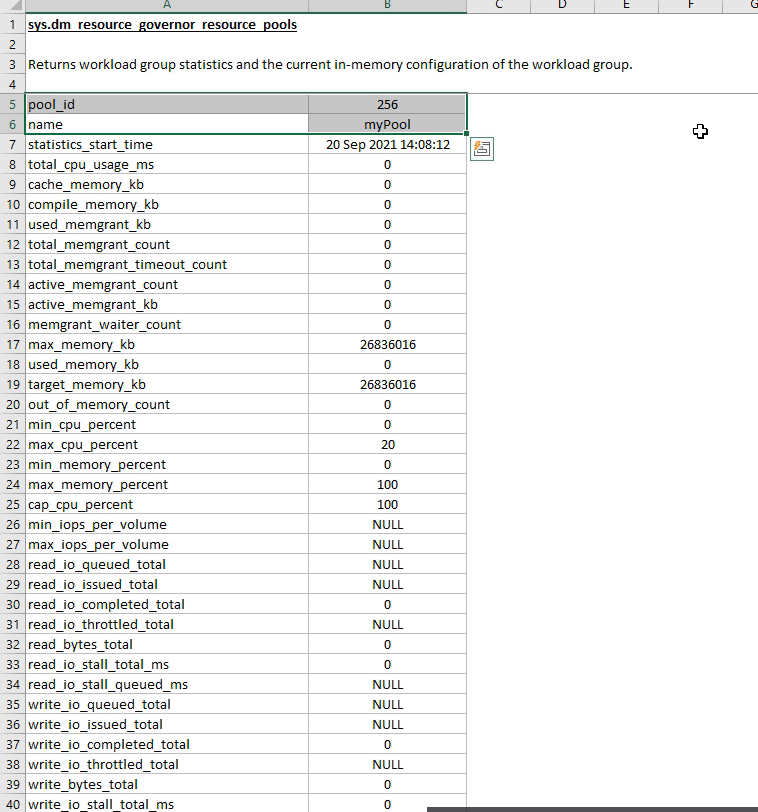 A B C D E F G
1 sys.dm_resource_governor_resource_pools
2
3 Returns workload group statistics and the current in-memory configuration of the workload group.
4
5 pool_id 256
6 name myPool
7 statistics_start_time 20 Sep 2021 14:08:12
8 total_cpu_usage_ms 0
9 cache_memory_kb 0
10 compile_memory_kb 0
11 used_memgrant_kb 0
12 total_memgrant_count 0
13 total_memgrant_timeout_count 0
14 active_memgrant_count 0
15 active_memgrant_kb 0
16 memgrant_waiter_count 0
17 max_memory_kb 26836016
18 used_memory_kb 0
19 target_memory_kb 26836016
20 out_of_memory_count 0
21 min_cpu_percent 0
22 max_cpu_percent 20
23 min_memory_percent 0
24 max_memory_percent 100
25 cap_cpu_percent 100
26 min_iops_per_volume NULL
27 max_iops_per_volume NULL
28 read_io_queued_total NULL
29 read_io_issued_total NULL
30 read_io_completed_total 0
31 read_io_throttled_total NULL
32 read_bytes_total 0
33 read_io_stall_total_ms 0
34 read_io_stall_queued_ms NULL
35 write_io_queued_total NULL
36 write_io_issued_total NULL
37 write_io_completed_total 0
38 write_io_throttled_total NULL
39 write_bytes_total 0
40 write_io_stall_total_ms 0